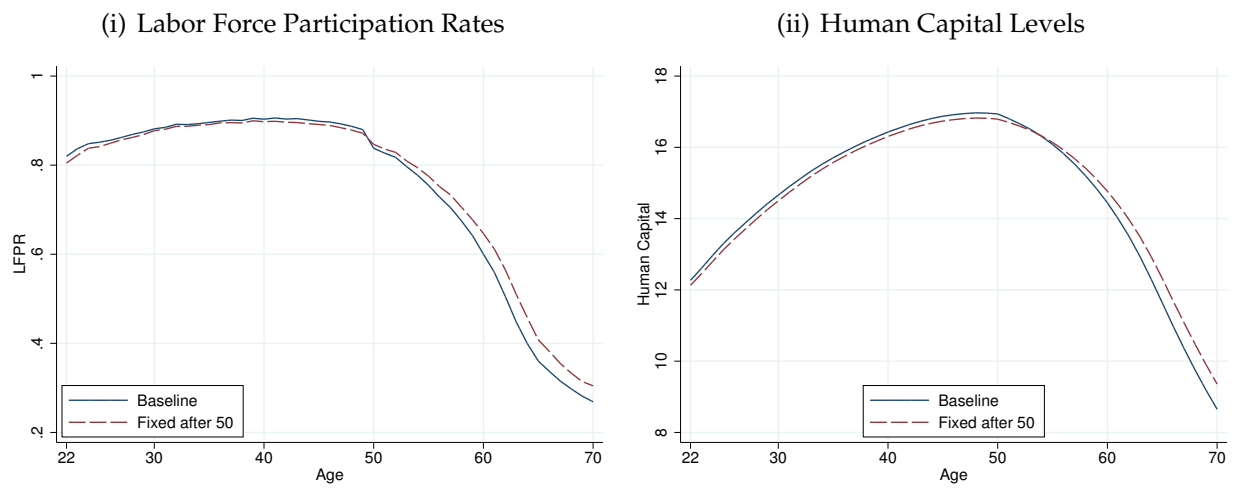 (i) Labor Force Participation Rates
1
.8
.6
.4
.2
LFPR
22 30 40 50 60 70
Age
Baseline
Fixed after 50
(ii) Human Capital Levels
18
16
14
12
10
8
Human Capital
22 30 40 50 60 70
Age
Baseline
Fixed after 50